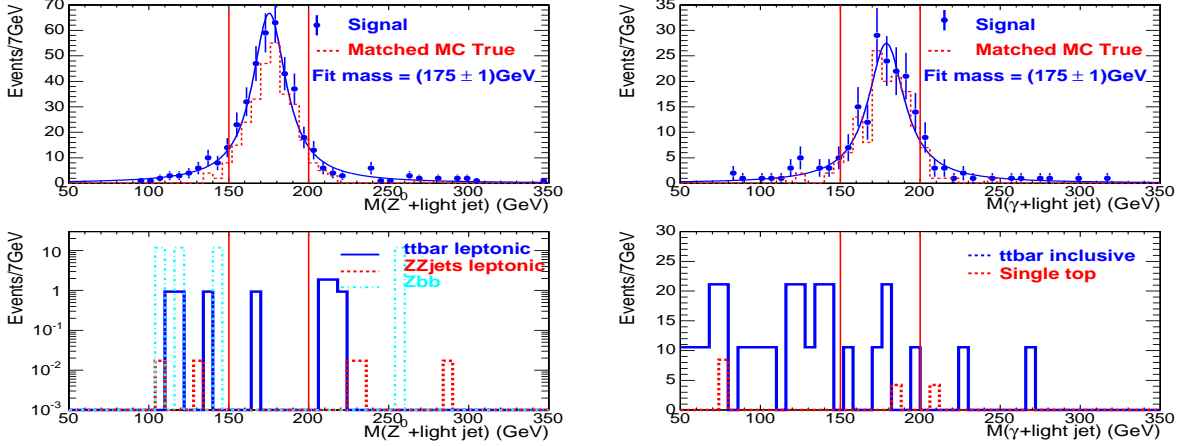 Events/7GeV
70
60
50
40
30
20
10
0
Signal
Matched MC True
Fit mass = (175 ± 1)GeV
50 100 150 200 250 300 350
M(Z⁰+light jet) (GeV)
Events/7GeV
35
30
25
20
15
10
5
0
Signal
Matched MC True
Fit mass = (175 ± 1)GeV
50 100 150 200 250 300 350
M(γ+light jet) (GeV)
Events/7GeV
10
1
10⁻¹
10⁻²
10⁻³
ttbar leptonic
ZZjets leptonic
Zbb
50 100 150 200 250 300 350
M(Z⁰+light jet) (GeV)
Events/7GeV
30
25
20
15
10
5
0
ttbar inclusive
Single top
50 100 150 200 250 300 350
M(γ+light jet) (GeV)